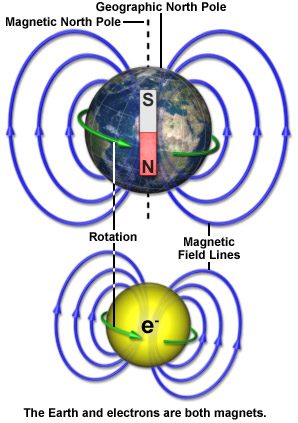 Geographic North Pole
Magnetic North Pole
S
N
Rotation
Magnetic
Field Lines
e-
The Earth and electrons are both magnets.